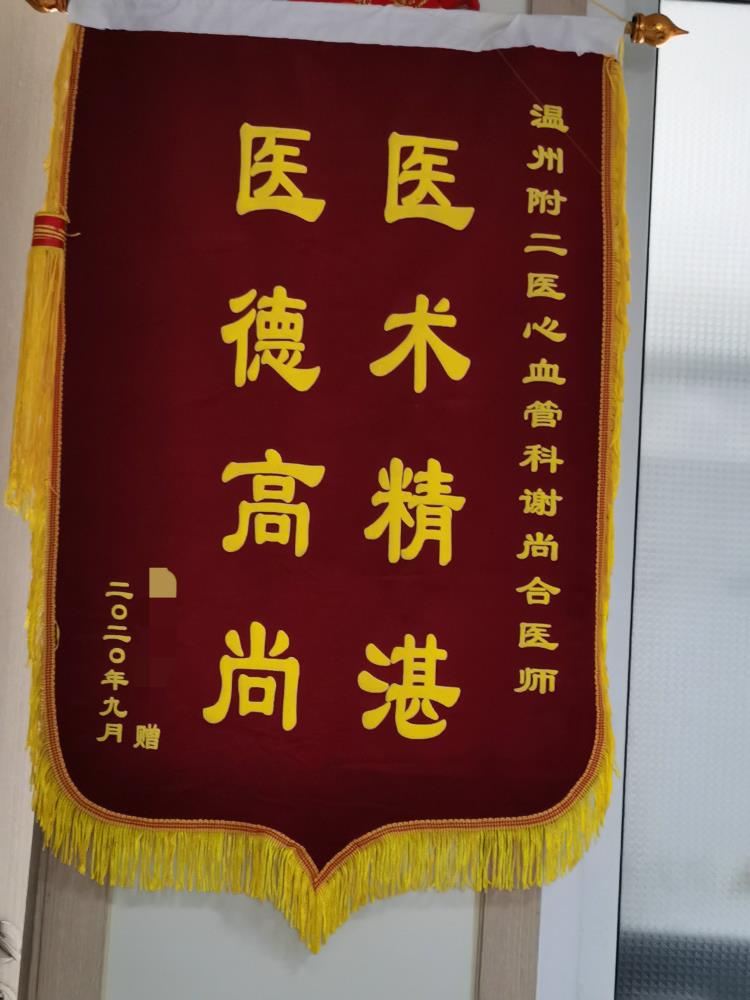 温州附二医心血管科谢尚合医师
医术精湛
医德高尚
赠
二〇二〇年九月